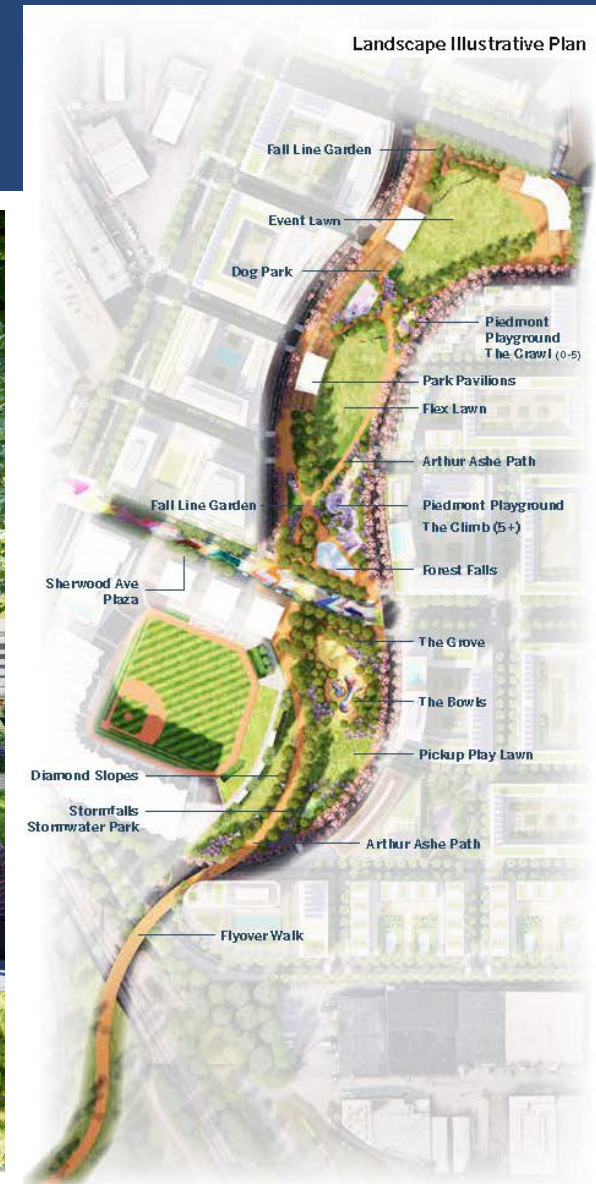 Landscape Illustrative Plan
Fall Line Garden
Event Lawn
Dog Park
Piedmont
Playground
The Crawl (0-5)
Park Pavilions
Flex Lawn
Arthur Ashe Path
Fall Line Garden
Piedmont Playground
The Climb (5+)
Forest Falls
Sherwood Ave
Plaza
The Grove
The Bowls
Pickup Play Lawn
Diamond Slopes
Stormfalls
Stormwater Park
Arthur Ashe Path
Flyover Walk